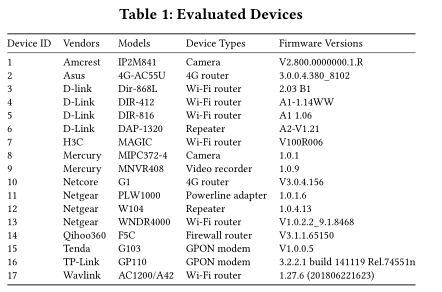 Table 1: Evaluated Devices
Device ID Vendors Models Device Types Firmware Versions
1 Amcrest IP2M841 Camera V2.800.0000000.1.R
2 Asus 4G-AC55U 4G router 3.0.0.4.380_8102
3 D-link Dir-868L Wi-Fi router 2.03 B1
4 D-Link DIR-412 Wi-Fi router A1-1.14WW
5 D-Link DIR-816 Wi-Fi router A1 1.06
6 D-Link DAP-1320 Repeater A2-V1.21
7 H3C MAGIC Wi-Fi router V100R006
8 Mercury MIPC372-4 Camera 1.0.1
9 Mercury MNVR408 Video recorder 1.0.9
10 Netcore G1 4G router V3.0.4.156
11 Netgear PLW1000 Powerline adapter 1.0.1.6
12 Netgear W104 Repeater 1.0.4.13
13 Netgear WNDR4000 Wi-Fi router V1.0.2.2_9.1.8468
14 Qihoo360 F5C Firewall router V3.1.1.65150
15 Tenda G103 GPON modem V1.0.0.5
16 TP-Link GP110 GPON modem 3.2.2.1 build 141119 Rel.74551n
17 Wavlink AC1200/A42 Wi-Fi router 1.27.6 (201806221623)